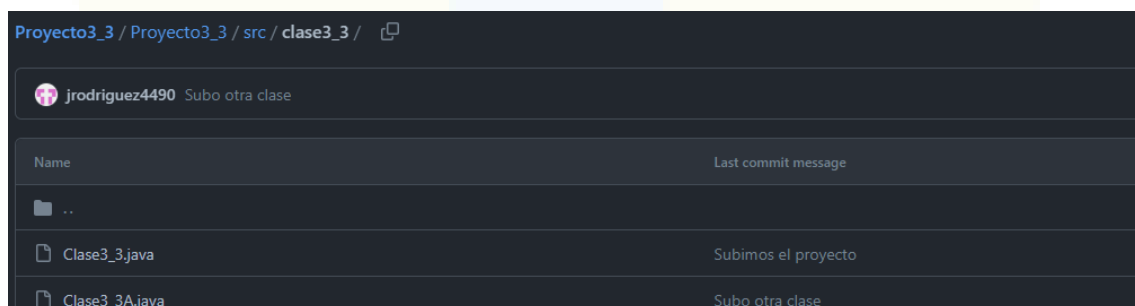 Proyecto3_3 / Proyecto3_3 / src / clase3_3 /
jrodriguez4490 Subo otra clase
Name Last commit message
..
Clase3_3.java Subimos el proyecto
Clase3_3A.java Subo otra clase